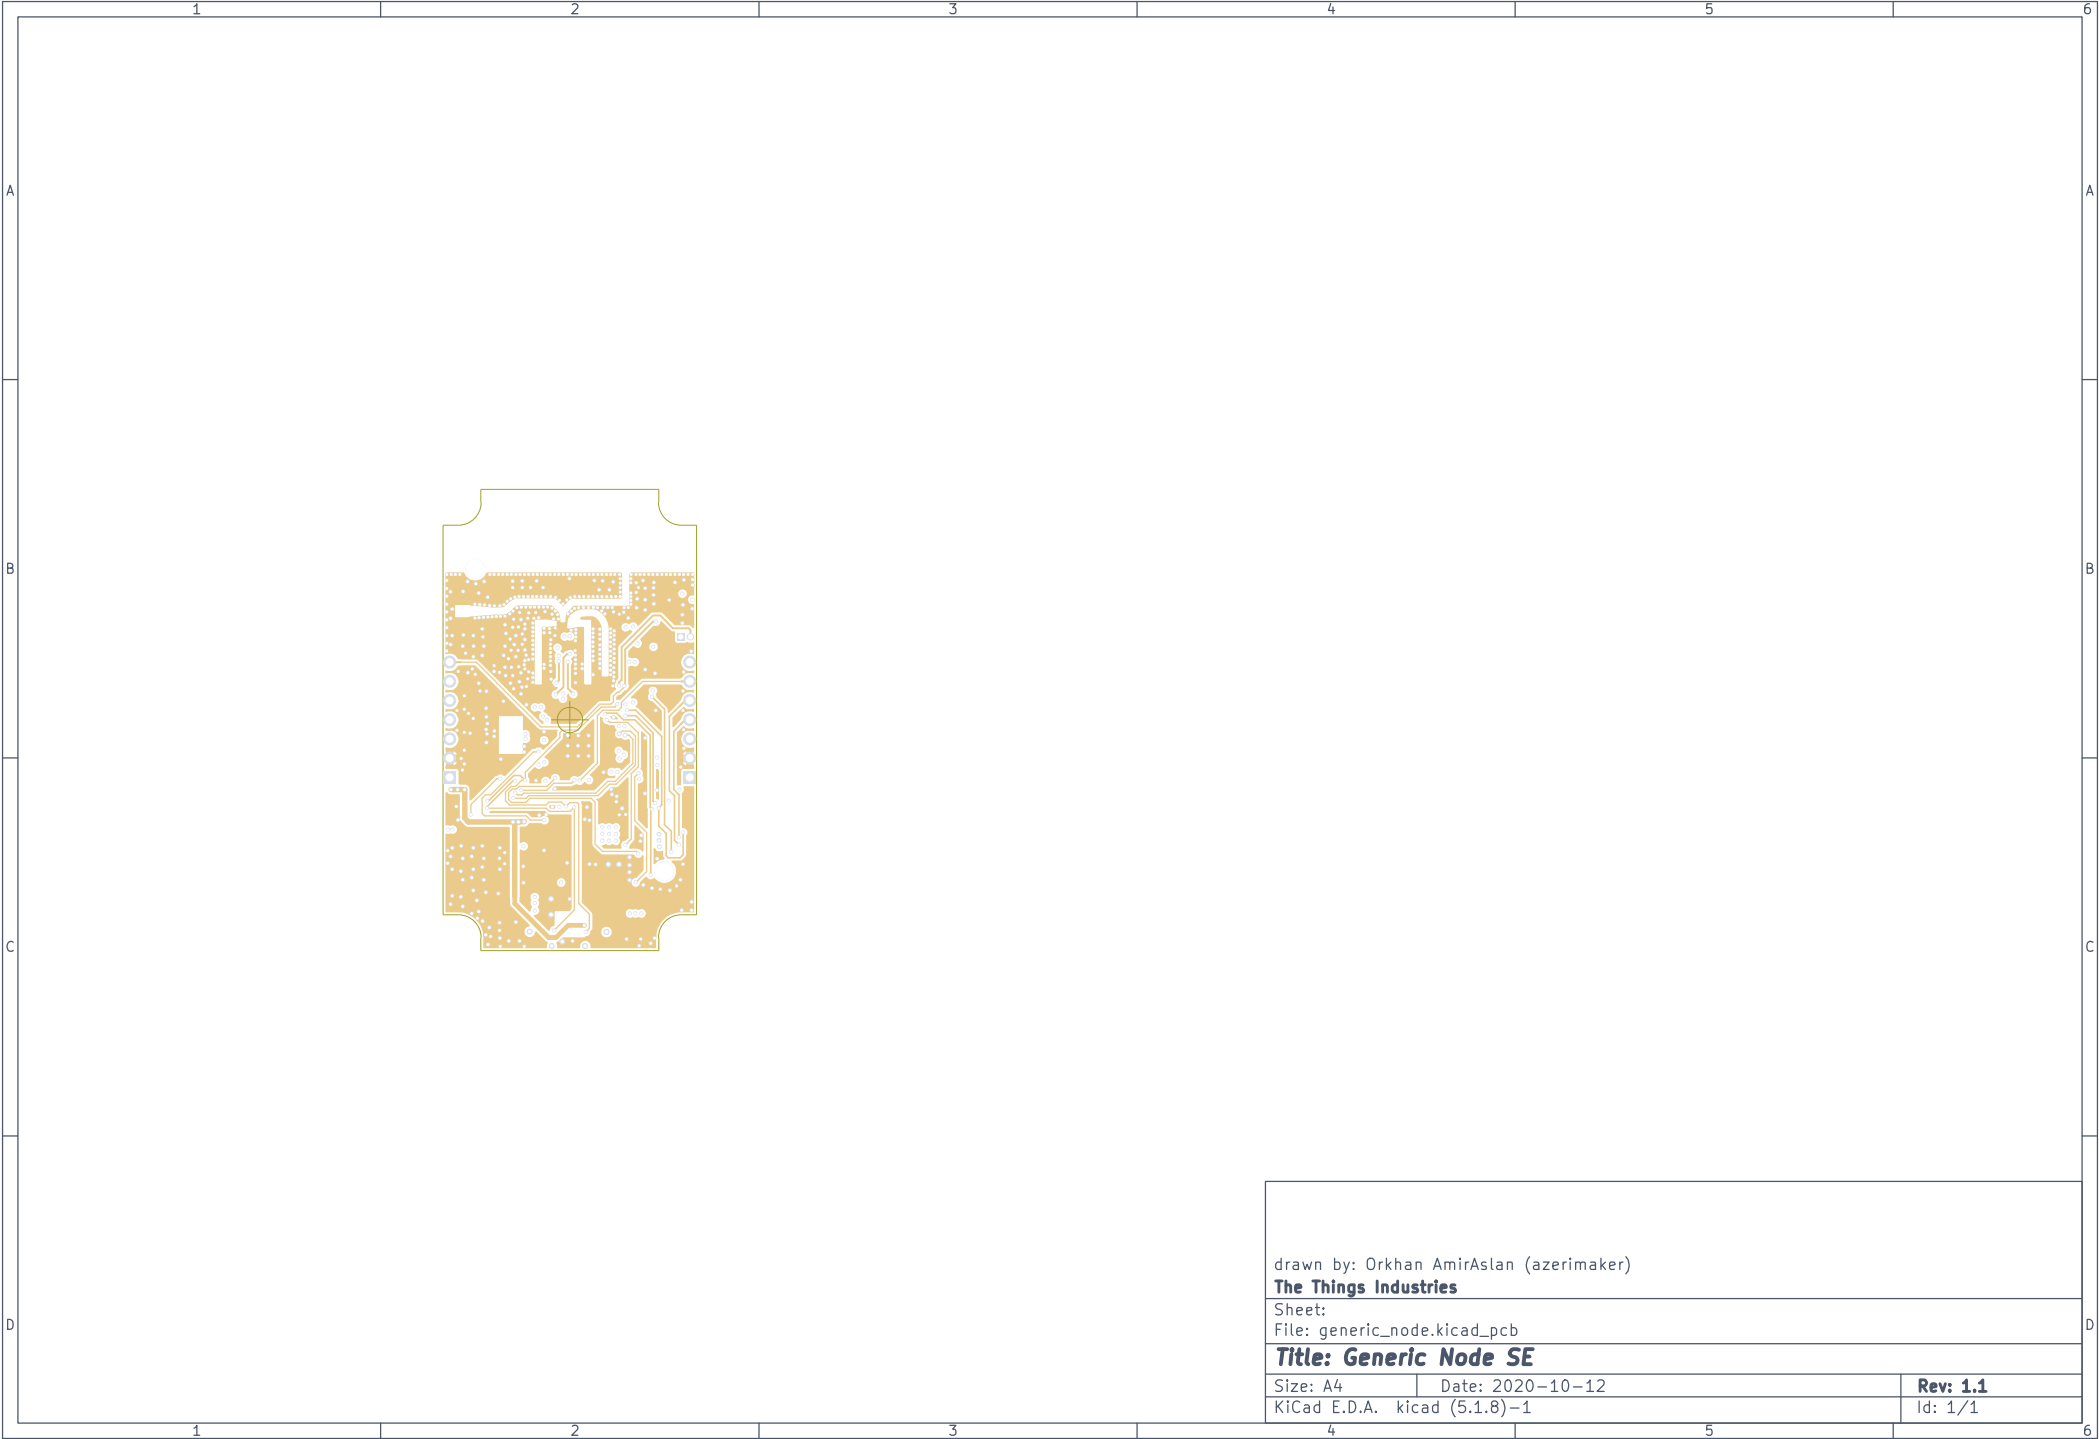 1 2 3 4 5 6
A A
B B
C C
drawn by: Orkhan AmirAslan (azerimaker)
The Things Industries
Sheet:
File: generic_node.kicad_pcb
D D
Title: Generic Node SE
Size: A4 Date: 2020-10-12 Rev: 1.1
KiCad E.D.A. kicad (5.1.8)-1 Id: 1/1
1 2 3 4 5 6